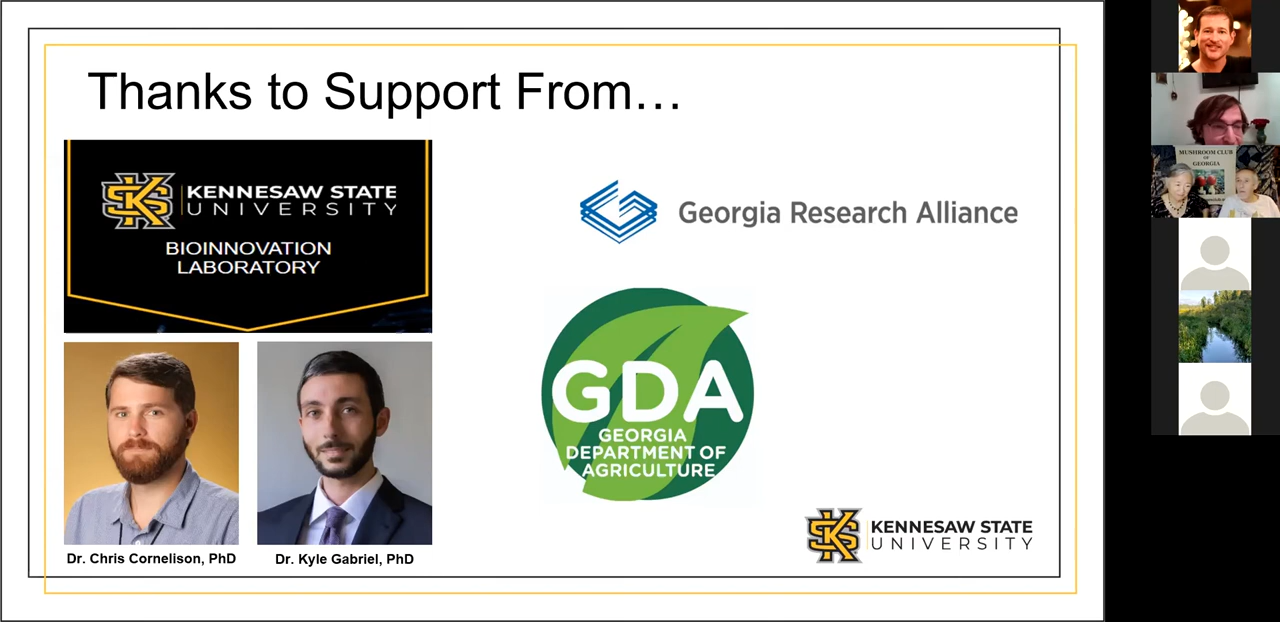 Thanks to Support From…
KENNESAW STATE
UNIVERSITY
BIOINNOVATION
LABORATORY
Georgia Research Alliance
GDA
GEORGIA
DEPARTMENT OF
AGRICULTURE
Dr. Chris Cornelison, PhD
Dr. Kyle Gabriel, PhD
KENNESAW STATE
UNIVERSITY
MUSHROOM CLUB
OF
GEORGIA